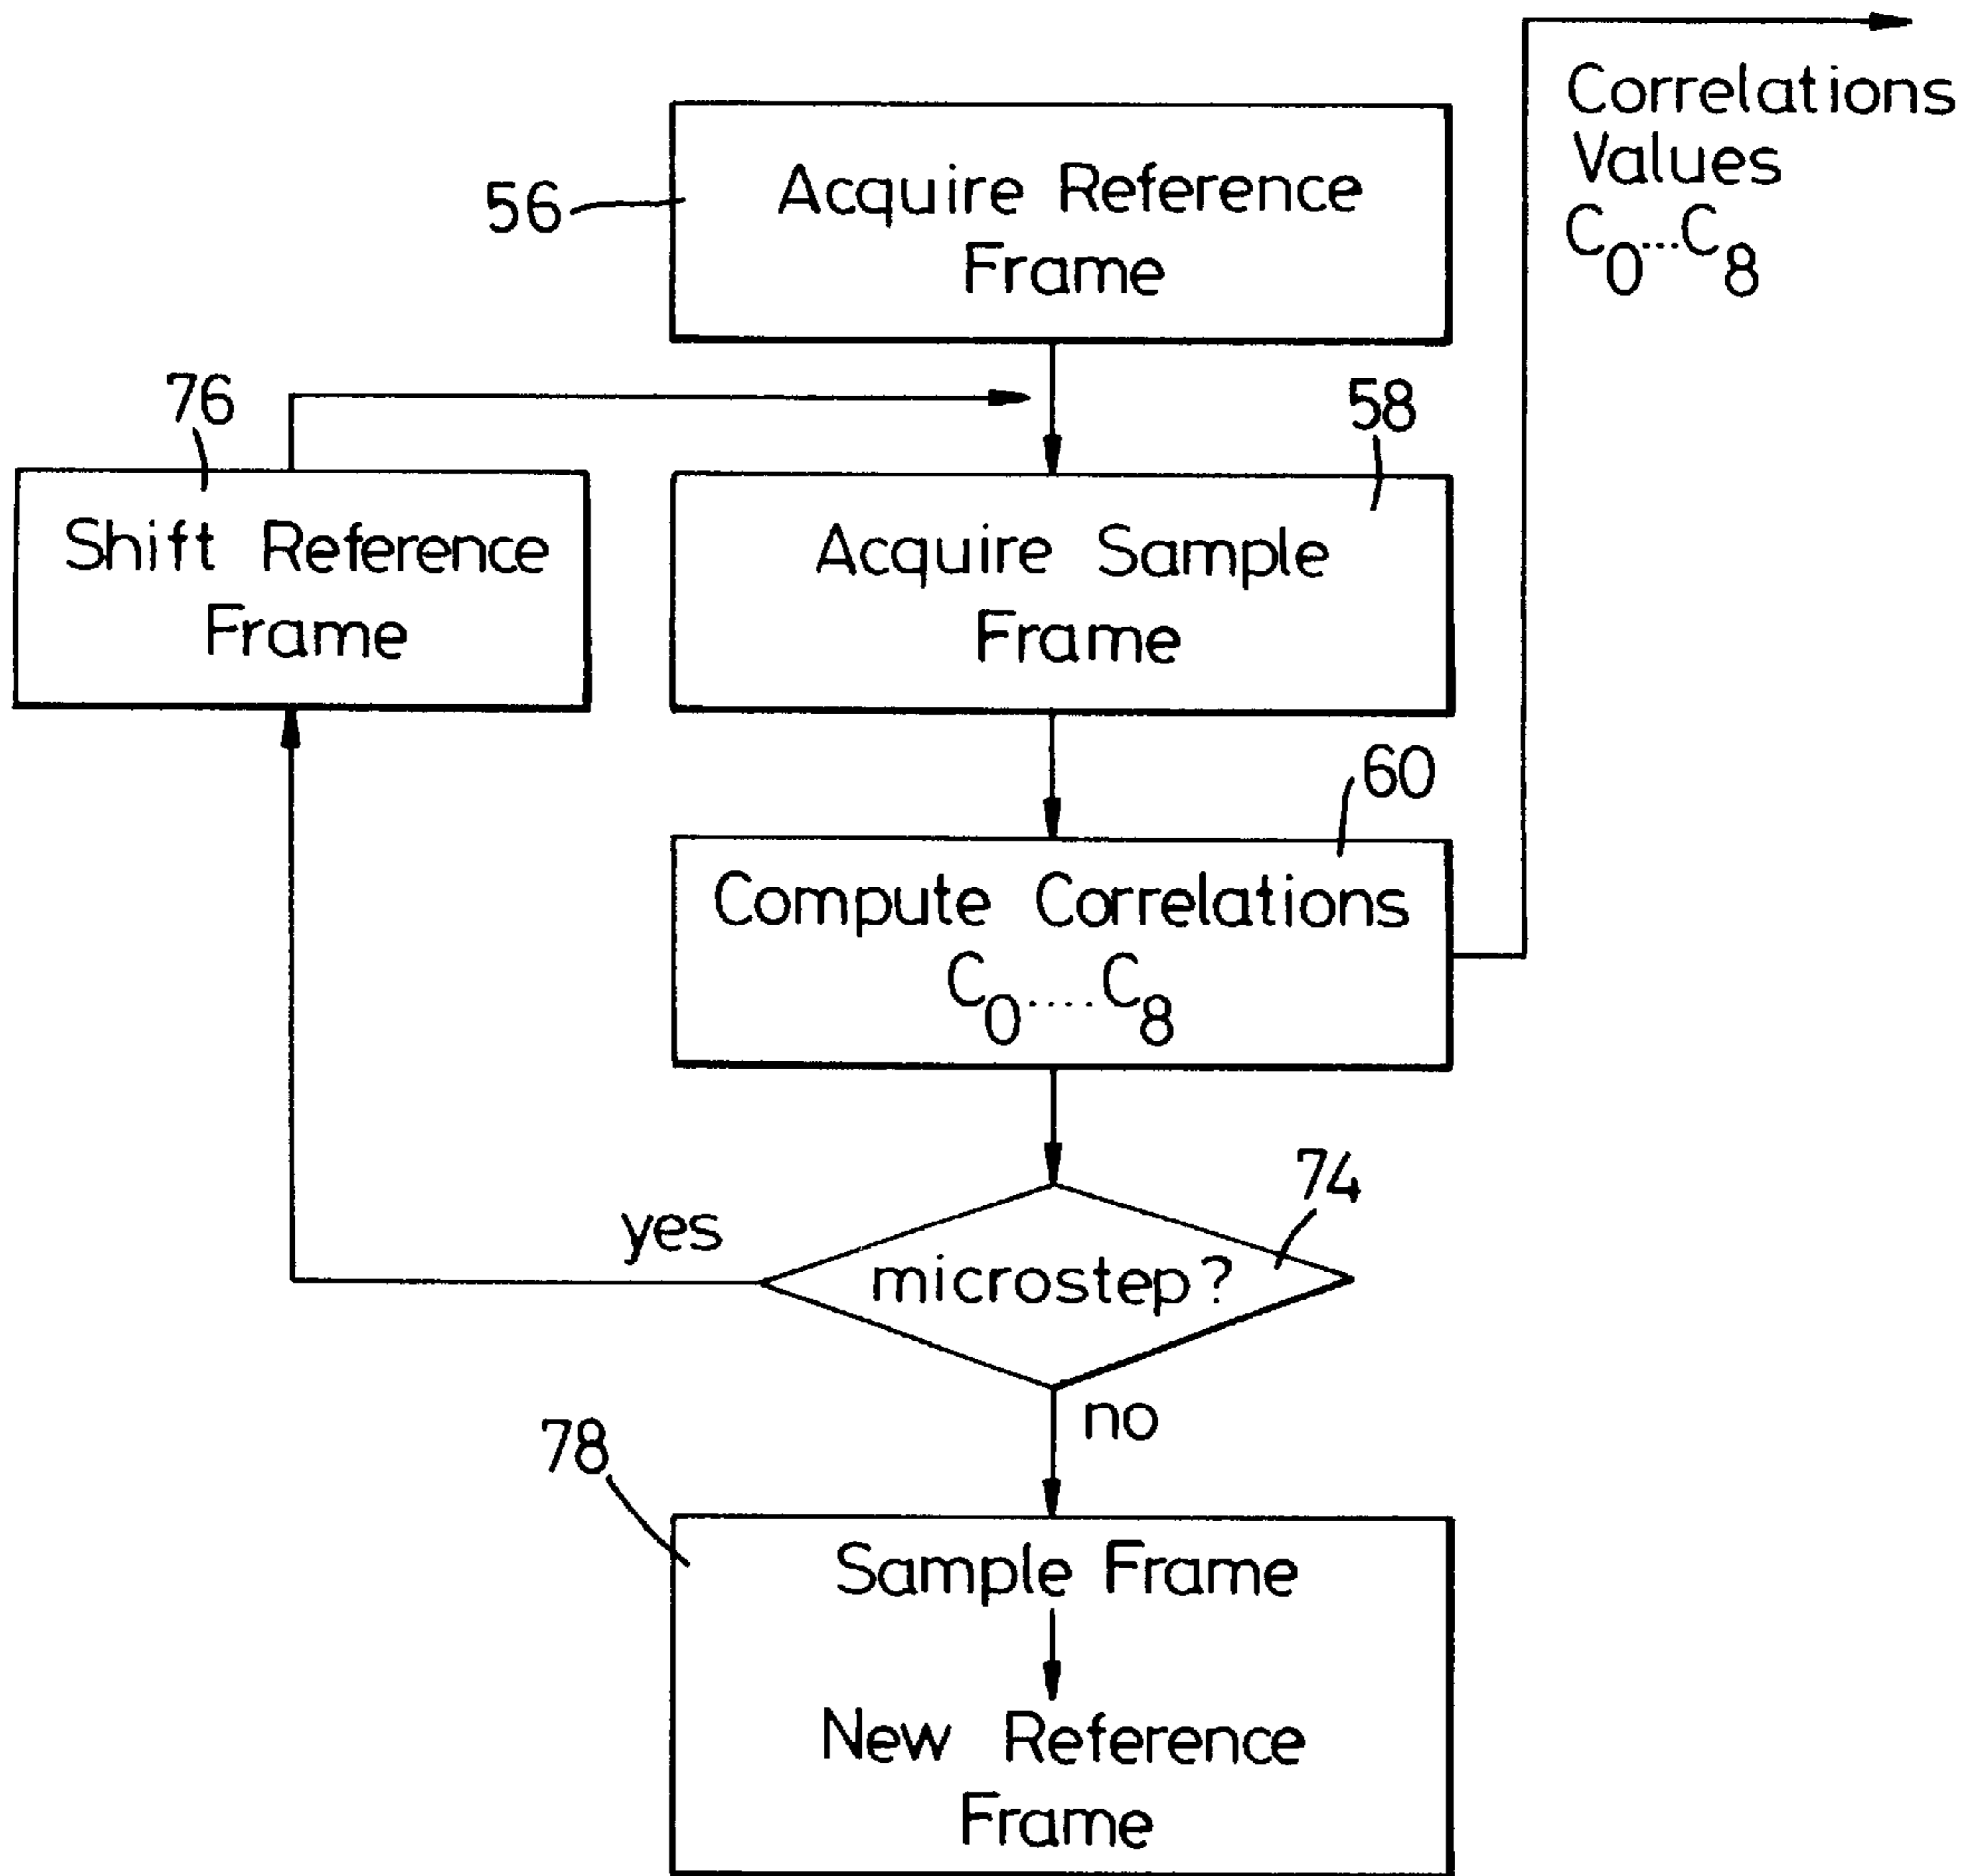 Correlations
Values
C0...C8
56
Acquire Reference
Frame
76
58
Shift Reference
Frame
Acquire Sample
Frame
60
Compute Correlations
C0.....C8
74
yes
microstep?
no
78
Sample Frame
New Reference
Frame